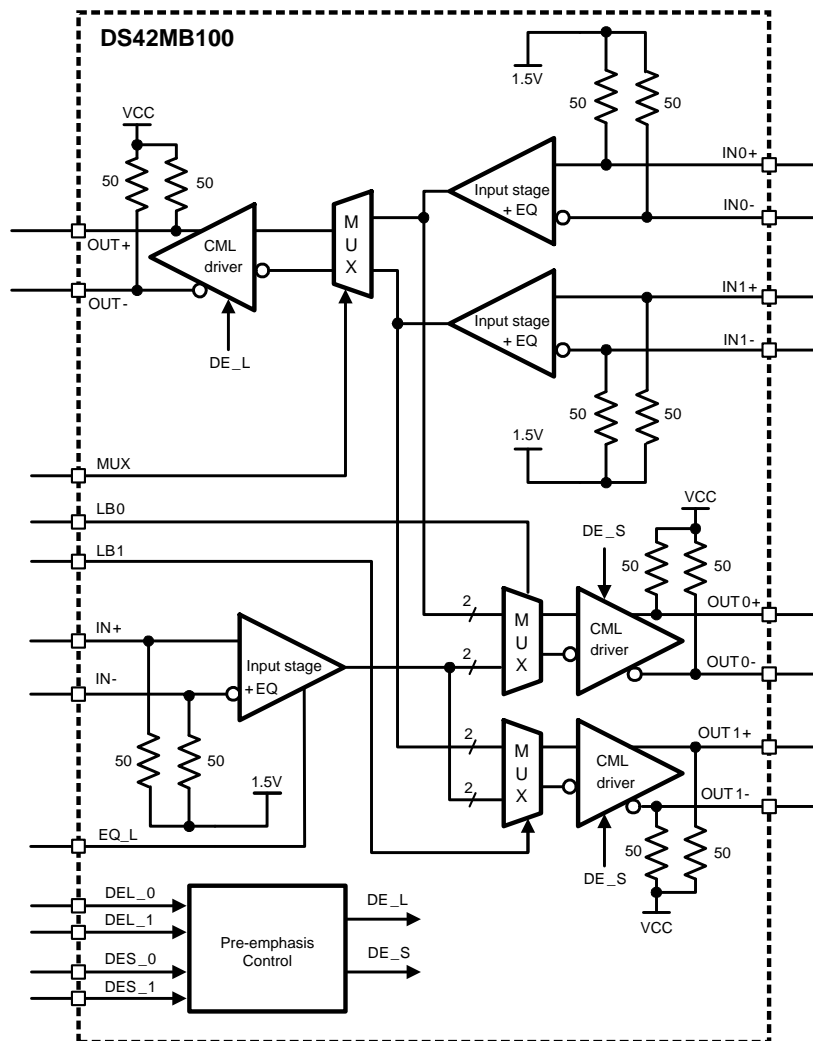 DS42MB100
1.5V
50
50
VCC
50
50
IN0+
Input stage
+ EQ
IN0-
M
U
X
OUT+
CML
driver
OUT-
DE_L
IN1+
Input stage
+ EQ
IN1-
50
50
1.5V
MUX
LB0
LB1
VCC
DE_S
50
50
2
M
U
X
OUT0+
CML
driver
2
OUT0-
IN+
Input stage
+EQ
IN-
50
50
1.5V
2
M
U
X
OUT1+
CML
driver
2
OUT1-
EQ_L
50
50
DE_S
VCC
DEL_0
DEL_1
DES_0
DES_1
Pre-emphasis
Control
DE_L
DE_S